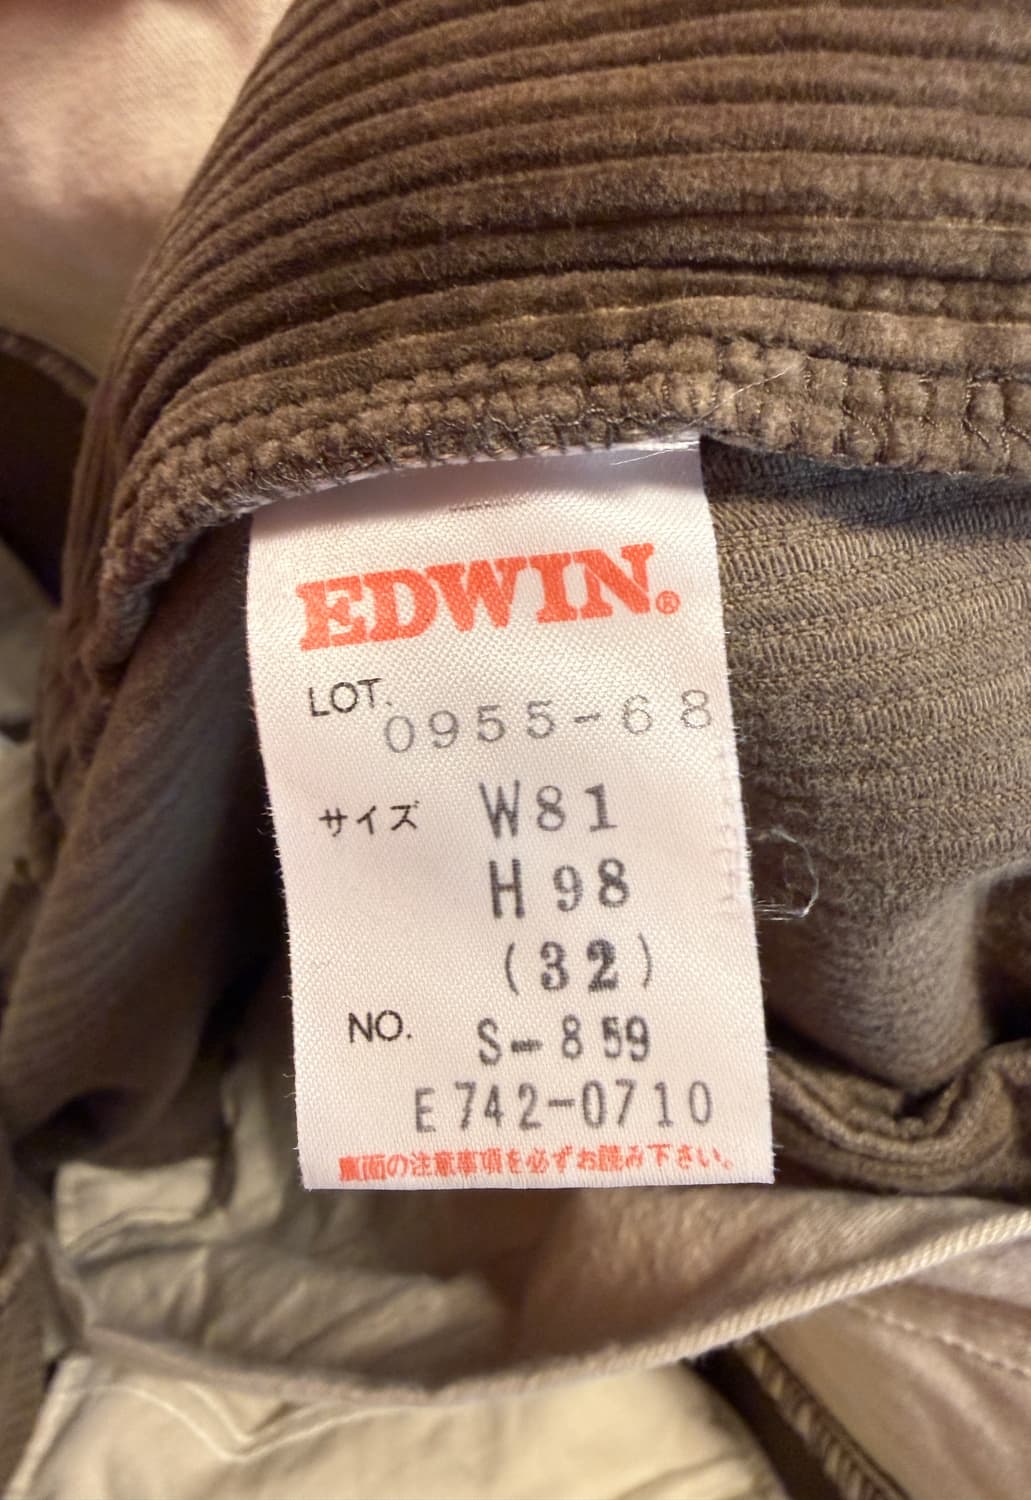 EDWIN.®
LOT. 0955-68
サイズ W81
H 98
(32)
NO. S-859
E742-0710
裏面の注意事項を必ずお読み下さい。